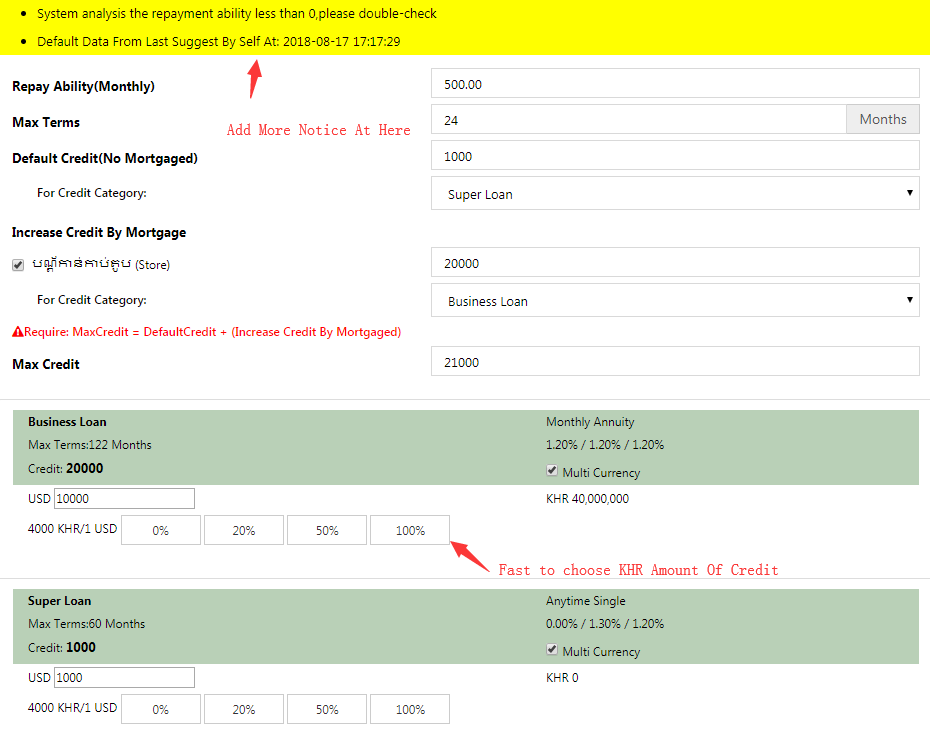 System analysis the repayment ability less than 0,please double-check
Default Data From Last Suggest By Self At: 2018-08-17 17:17:29
Repay Ability(Monthly) 500.00
Add More Notice At Here
Max Terms 24 Months
Default Credit(No Mortgaged) 1000
For Credit Category: Super Loan
Increase Credit By Mortgage
បណ្ណ័កាន់កាប់តូប (Store) 20000
For Credit Category: Business Loan
Require: MaxCredit = DefaultCredit + (Increase Credit By Mortgaged)
Max Credit 21000
Business Loan Monthly Annuity
Max Terms:122 Months 1.20% / 1.20% / 1.20%
Credit: 20000 Multi Currency
USD 10000 KHR 40,000,000
4000 KHR/1 USD 0% 20% 50% 100%
Fast to choose KHR Amount Of Credit
Super Loan Anytime Single
Max Terms:60 Months 0.00% / 1.30% / 1.20%
Credit: 1000 Multi Currency
USD 1000 KHR 0
4000 KHR/1 USD 0% 20% 50% 100%